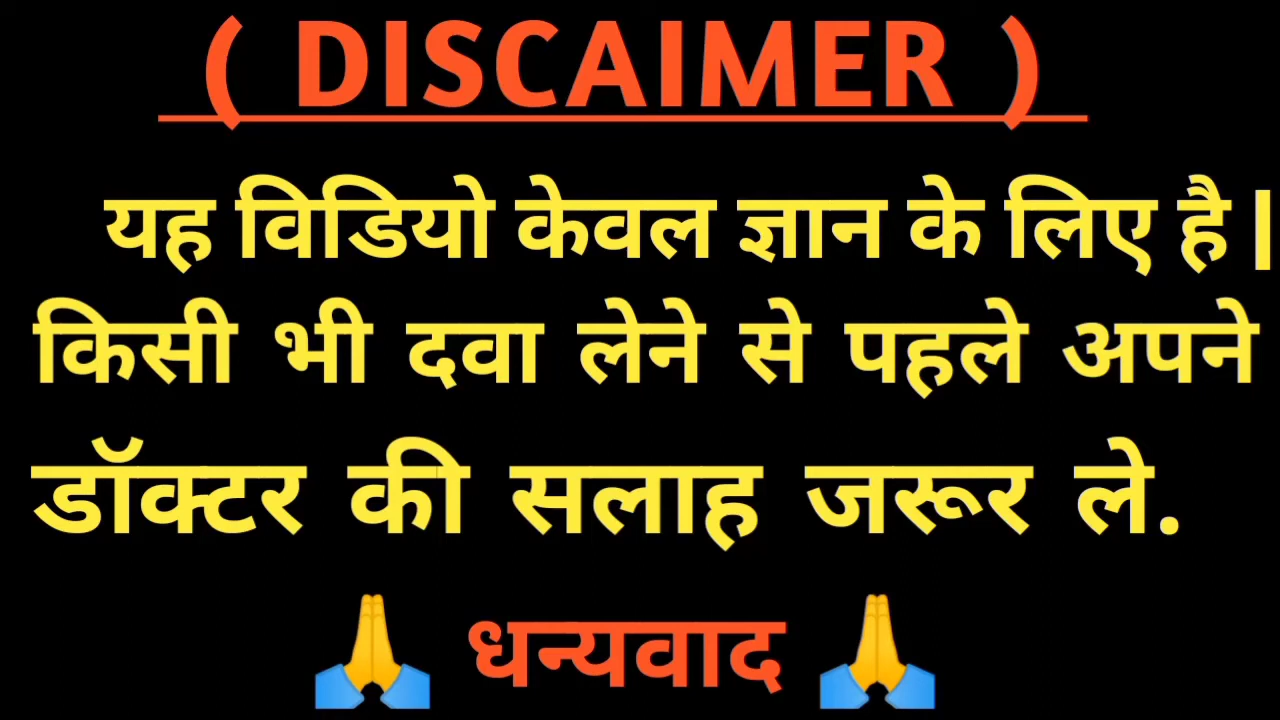 ( DISCAIMER )
यह विडियो केवल ज्ञान के लिए है |
किसी भी दवा लेने से पहले अपने
डॉक्टर की सलाह जरूर ले.
🙏 धन्यवाद 🙏